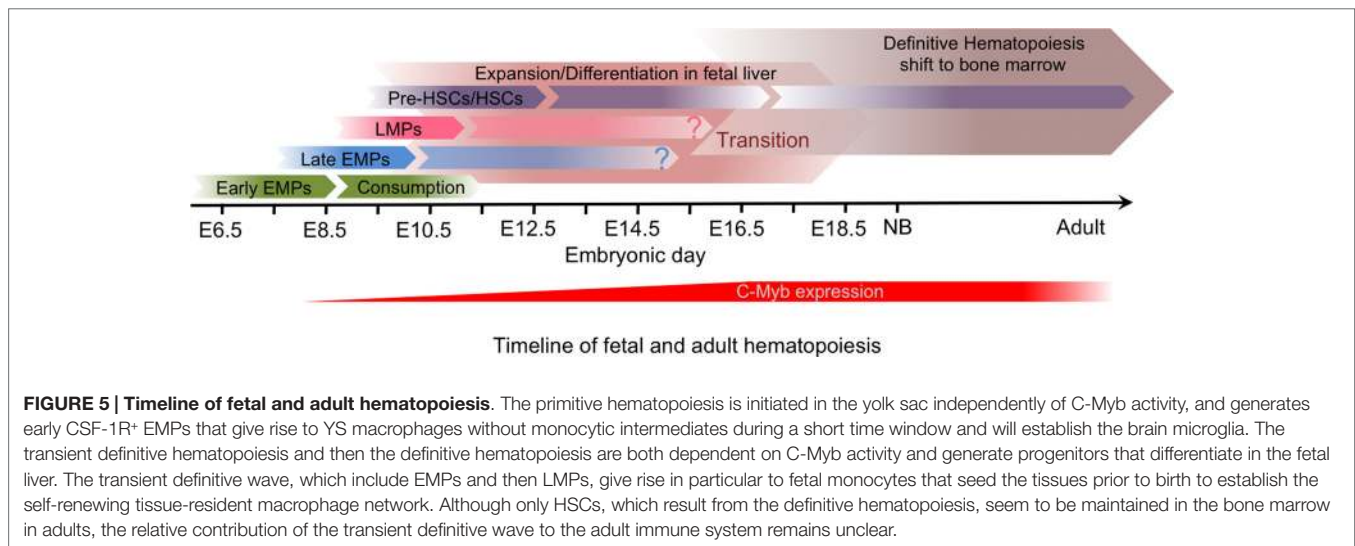 Definitive Hematopoiesis
shift to bone marrow
Expansion/Differentiation in fetal liver
Pre-HSCs/HSCs
LMPs
?
Transition
Late EMPs
?
Early EMPs
Consumption
E6.5 E8.5 E10.5 E12.5 E14.5 E16.5 E18.5 NB Adult
Embryonic day
C-Myb expression
Timeline of fetal and adult hematopoiesis
FIGURE 5 | Timeline of fetal and adult hematopoiesis. The primitive hematopoiesis is initiated in the yolk sac independently of C-Myb activity, and generates
early CSF-1R⁺ EMPs that give rise to YS macrophages without monocytic intermediates during a short time window and will establish the brain microglia. The
transient definitive hematopoiesis and then the definitive hematopoiesis are both dependent on C-Myb activity and generate progenitors that differentiate in the fetal
liver. The transient definitive wave, which include EMPs and then LMPs, give rise in particular to fetal monocytes that seed the tissues prior to birth to establish the
self-renewing tissue-resident macrophage network. Although only HSCs, which result from the definitive hematopoiesis, seem to be maintained in the bone marrow
in adults, the relative contribution of the transient definitive wave to the adult immune system remains unclear.